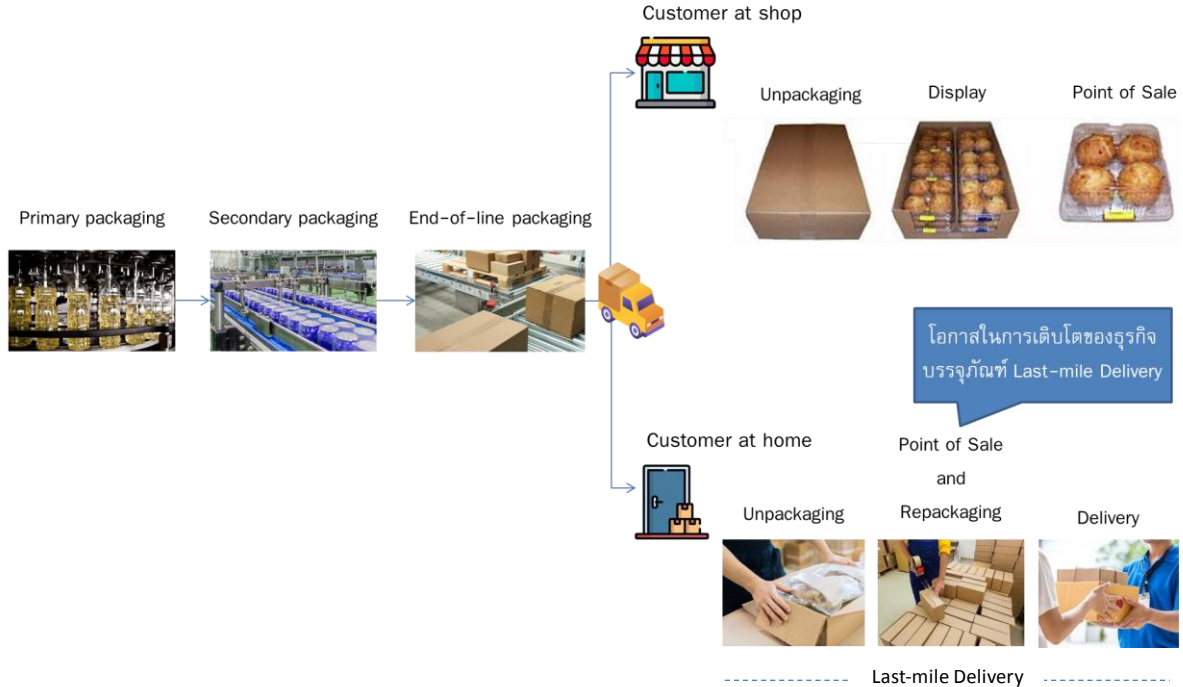 Customer at shop
Unpackaging
Display
Point of Sale
Primary packaging
Secondary packaging
End-of-line packaging
โอกาสในการเติบโตของธุรกิจ
บรรจุภัณฑ์ Last-mile Delivery
Customer at home
Point of Sale
and
Repackaging
Unpackaging
Delivery
Last-mile Delivery